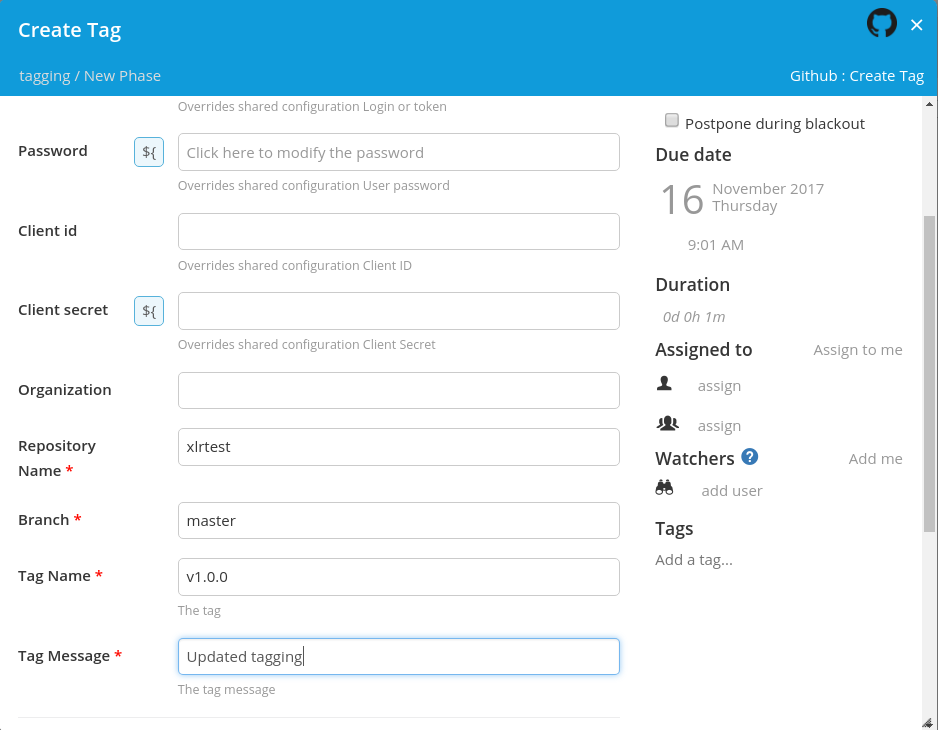 Create Tag
tagging / New Phase
Github : Create Tag
Overrides shared configuration Login or token
Password
${
Click here to modify the password
Overrides shared configuration User password
Client id
Overrides shared configuration Client ID
Client secret
${
Overrides shared configuration Client Secret
Organization
Repository
Name *
xlrtest
Branch *
master
Tag Name *
v1.0.0
The tag
Tag Message *
Updated tagging
The tag message
Postpone during blackout
Due date
16
November 2017
Thursday
9:01 AM
Duration
0d 0h 1m
Assigned to
Assign to me
assign
assign
Watchers ?
Add me
add user
Tags
Add a tag...